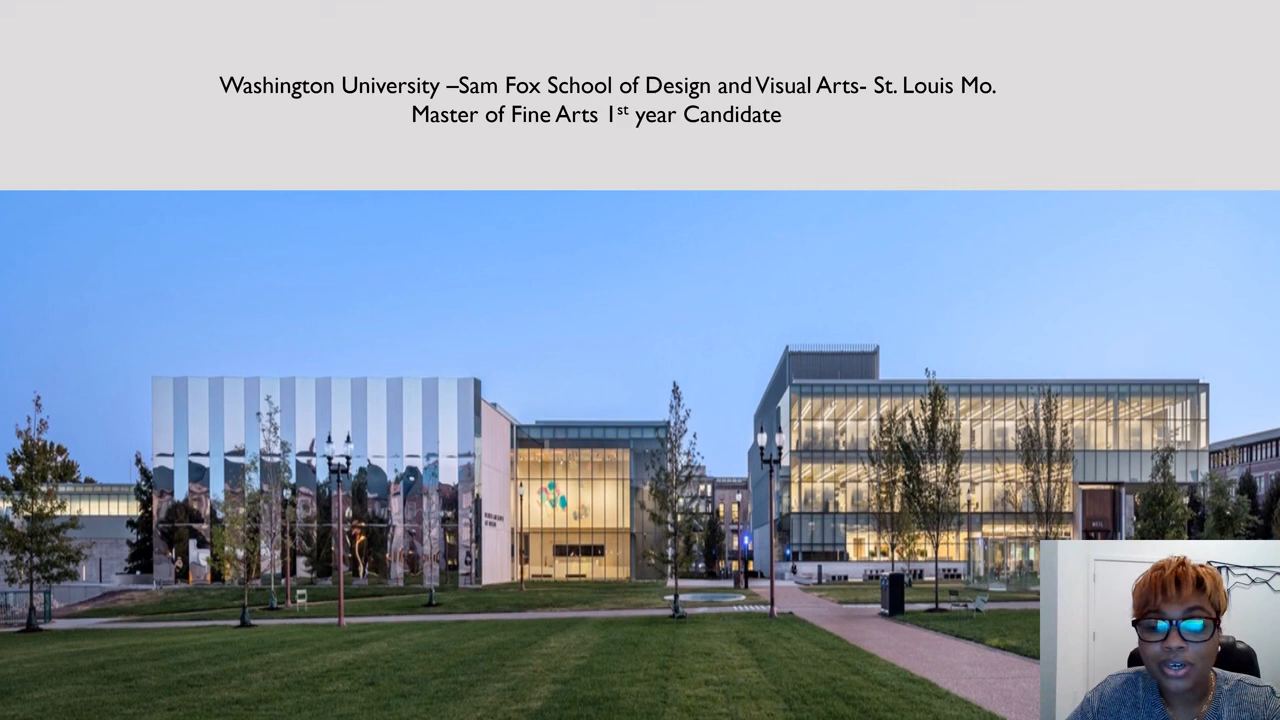 Washington University –Sam Fox School of Design and Visual Arts- St. Louis Mo.
Master of Fine Arts 1st year Candidate